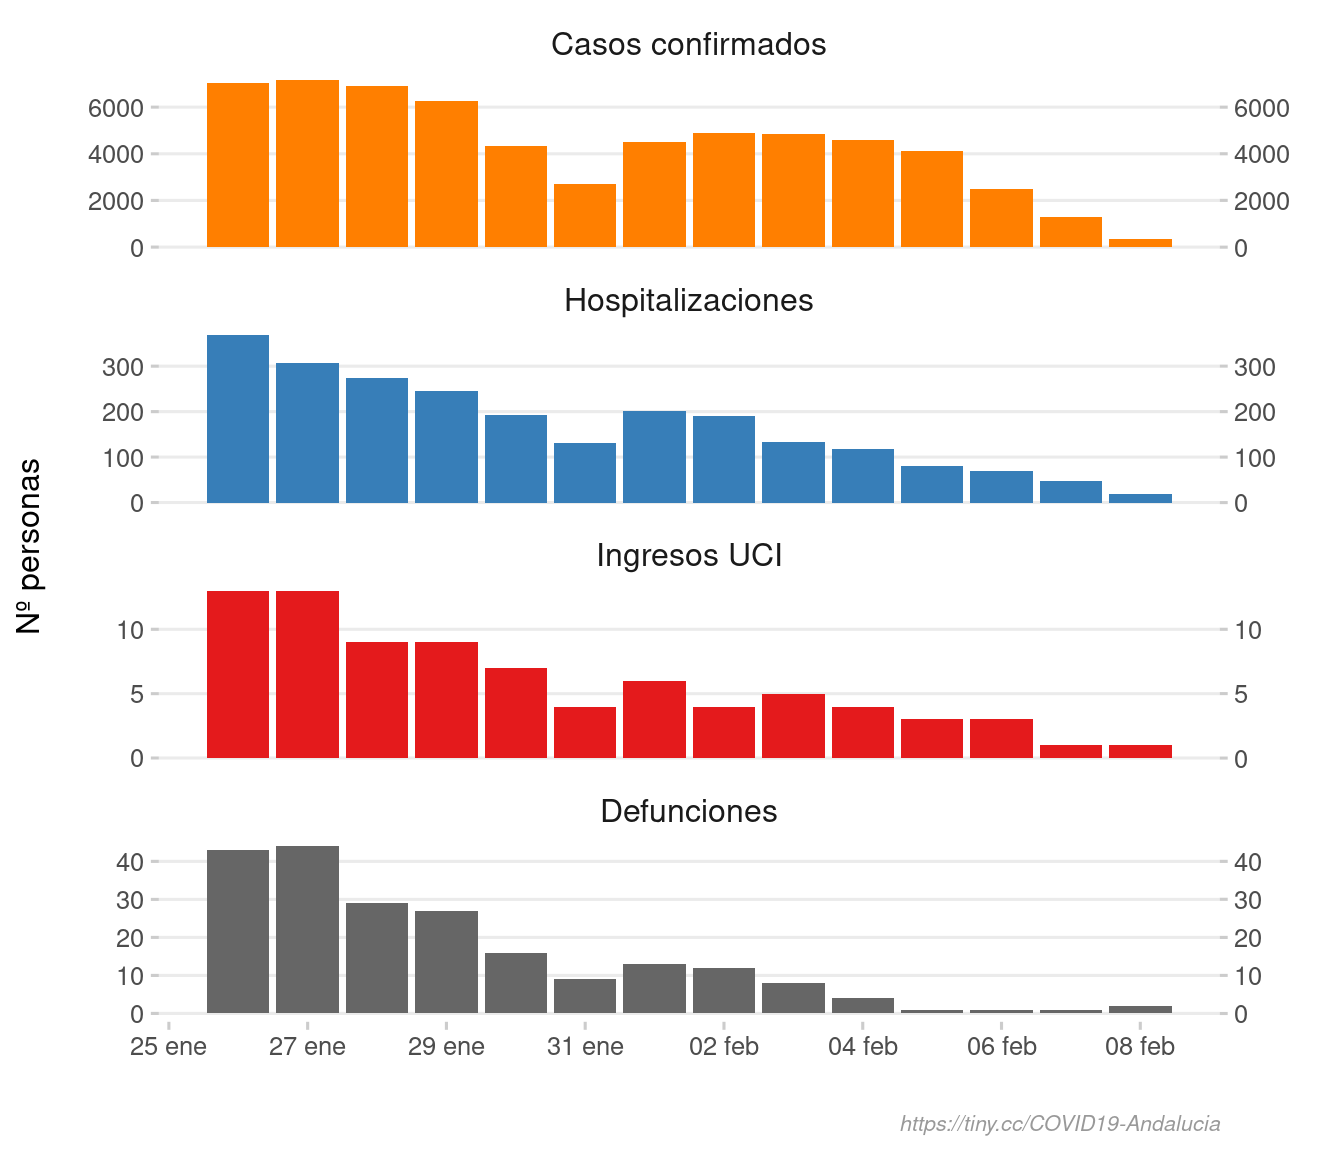 Casos confirmados
6000 6000
4000 4000
2000 2000
0 0
Hospitalizaciones
300 300
200 200
100 100
0 0
Nº personas
Ingresos UCI
10 10
5 5
0 0
Defunciones
40 40
30 30
20 20
10 10
0 0
25 ene 27 ene 29 ene 31 ene 02 feb 04 feb 06 feb 08 feb
https://tiny.cc/COVID19-Andalucia